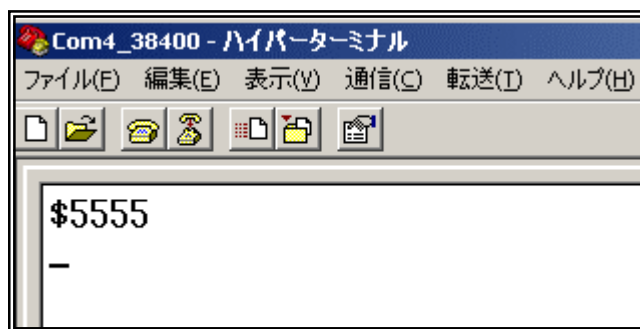 Com4_38400 - ハイパーターミナル
ファイル(F) 編集(E) 表示(V) 通信(C) 転送(T) ヘルプ(H)
$5555
_